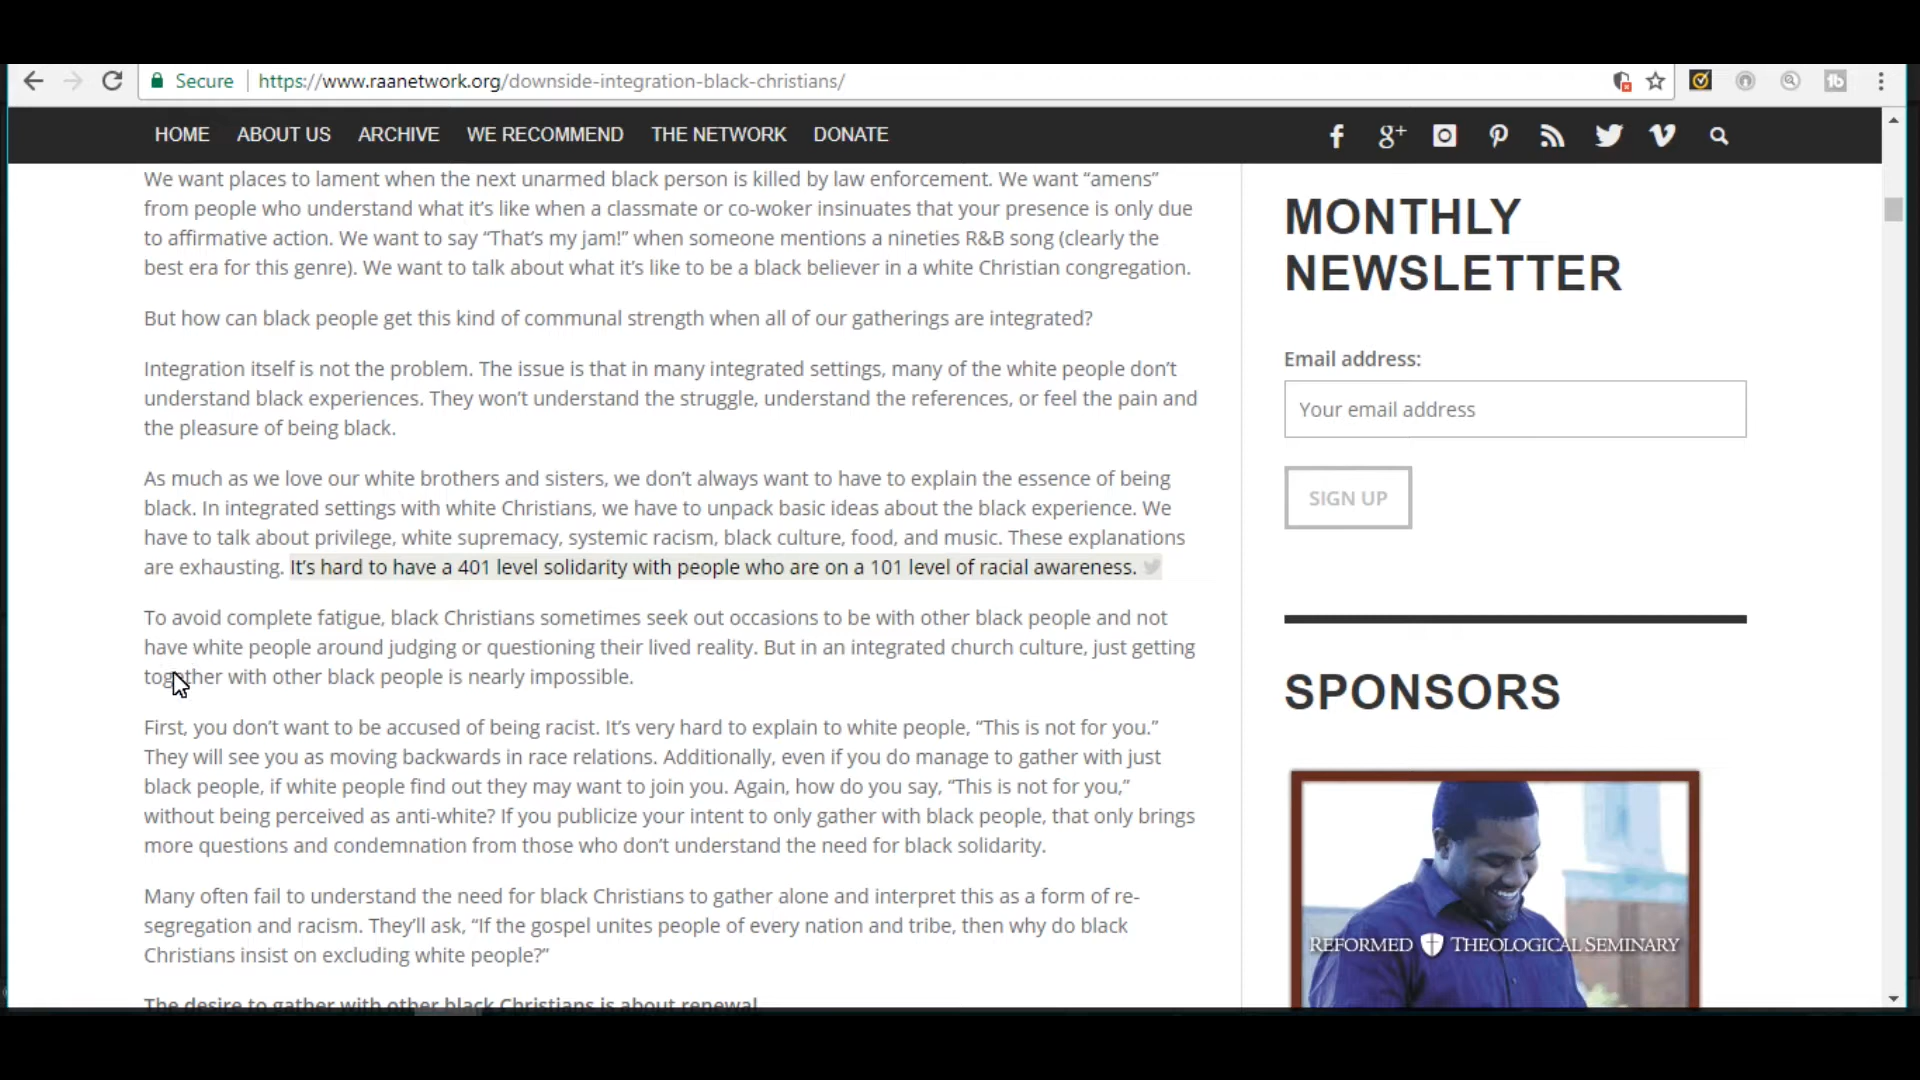 Secure https://www.raanetwork.org/downside-integration-black-christians/
HOME ABOUT US ARCHIVE WE RECOMMEND THE NETWORK DONATE
We want places to lament when the next unarmed black person is killed by law enforcement. We want “amens”
from people who understand what it’s like when a classmate or co-woker insinuates that your presence is only due
to affirmative action. We want to say “That’s my jam!” when someone mentions a nineties R&B song (clearly the
best era for this genre). We want to talk about what it’s like to be a black believer in a white Christian congregation.
But how can black people get this kind of communal strength when all of our gatherings are integrated?
Integration itself is not the problem. The issue is that in many integrated settings, many of the white people don’t
understand black experiences. They won’t understand the struggle, understand the references, or feel the pain and
the pleasure of being black.
As much as we love our white brothers and sisters, we don’t always want to have to explain the essence of being
black. In integrated settings with white Christians, we have to unpack basic ideas about the black experience. We
have to talk about privilege, white supremacy, systemic racism, black culture, food, and music. These explanations
are exhausting. It’s hard to have a 401 level solidarity with people who are on a 101 level of racial awareness.
To avoid complete fatigue, black Christians sometimes seek out occasions to be with other black people and not
have white people around judging or questioning their lived reality. But in an integrated church culture, just getting
together with other black people is nearly impossible.
First, you don’t want to be accused of being racist. It’s very hard to explain to white people, “This is not for you.”
They will see you as moving backwards in race relations. Additionally, even if you do manage to gather with just
black people, if white people find out they may want to join you. Again, how do you say, “This is not for you,”
without being perceived as anti-white? If you publicize your intent to only gather with black people, that only brings
more questions and condemnation from those who don’t understand the need for black solidarity.
Many often fail to understand the need for black Christians to gather alone and interpret this as a form of re-
segregation and racism. They’ll ask, “If the gospel unites people of every nation and tribe, then why do black
Christians insist on excluding white people?”
The desire to gather with other black Christians is about renewal.
MONTHLY
NEWSLETTER
Email address:
Your email address
SIGN UP
SPONSORS
REFORMED THEOLOGICAL SEMINARY